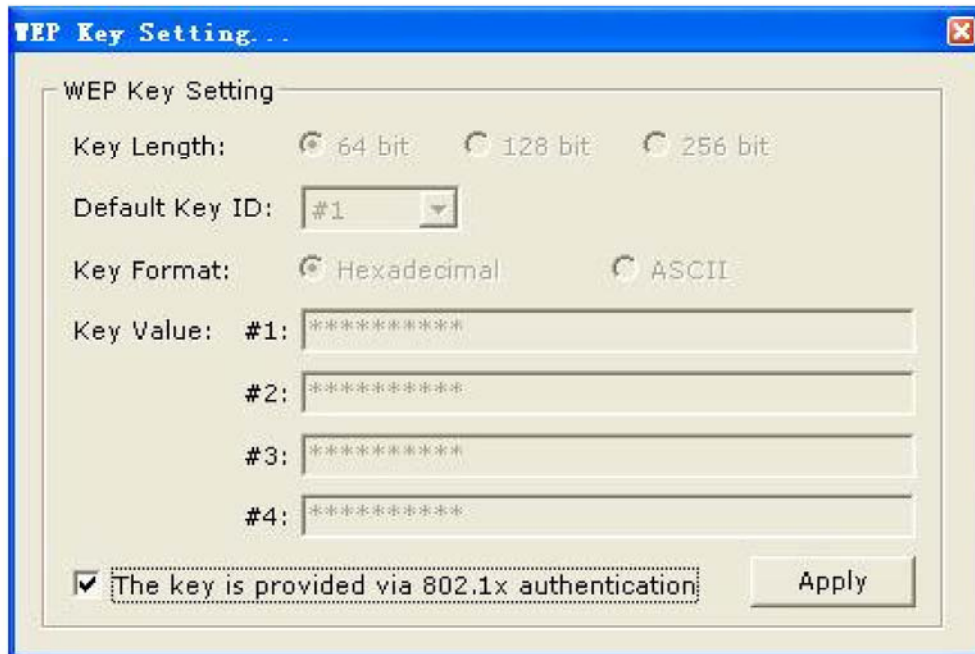 WEP Key Setting...
WEP Key Setting
Key Length: 64 bit 128 bit 256 bit
Default Key ID: #1
Key Format: Hexadecimal ASCII
Key Value: #1: **********
#2: **********
#3: **********
#4: **********
The key is provided via 802.1x authentication Apply